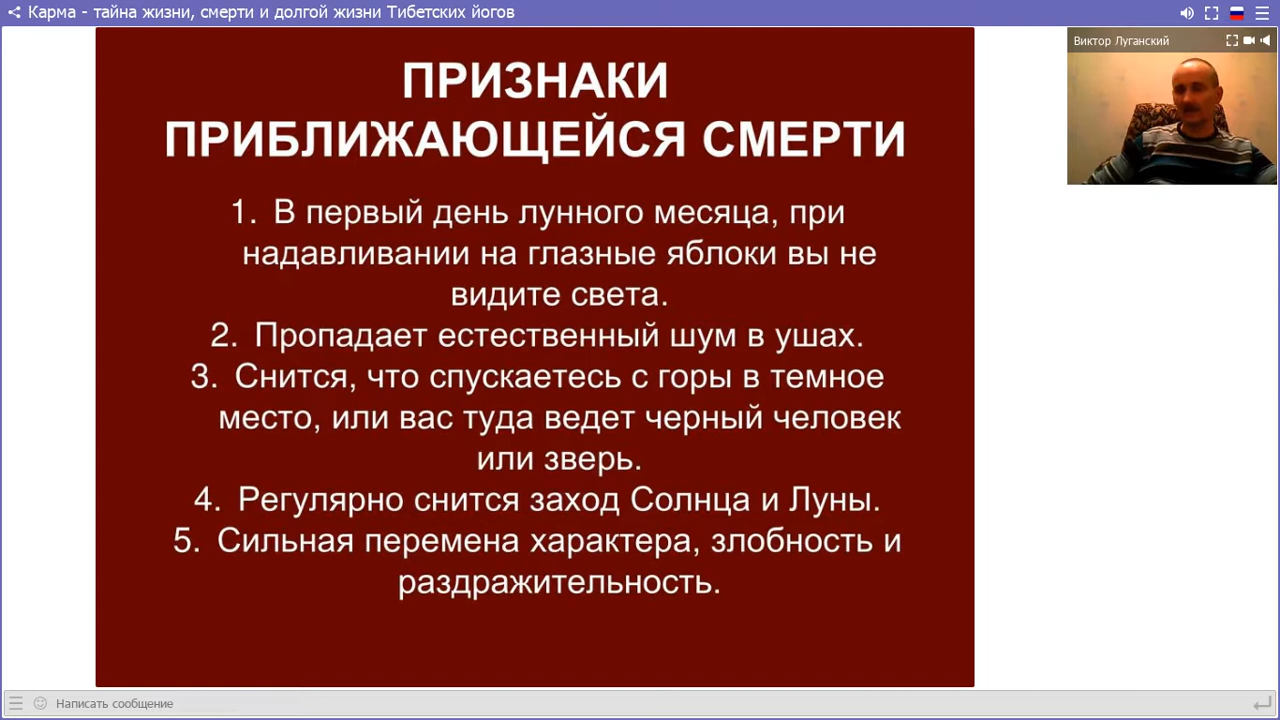 Карма - тайна жизни, смерти и долгой жизни Тибетских йогов
Виктор Луганский
ПРИЗНАКИ
ПРИБЛИЖАЮЩЕЙСЯ СМЕРТИ
1. В первый день лунного месяца, при
надавливании на глазные яблоки вы не
видите света.
2. Пропадает естественный шум в ушах.
3. Снится, что спускаетесь с горы в темное
место, или вас туда ведет черный человек
или зверь.
4. Регулярно снится заход Солнца и Луны.
5. Сильная перемена характера, злобность и
раздражительность.
Написать сообщение